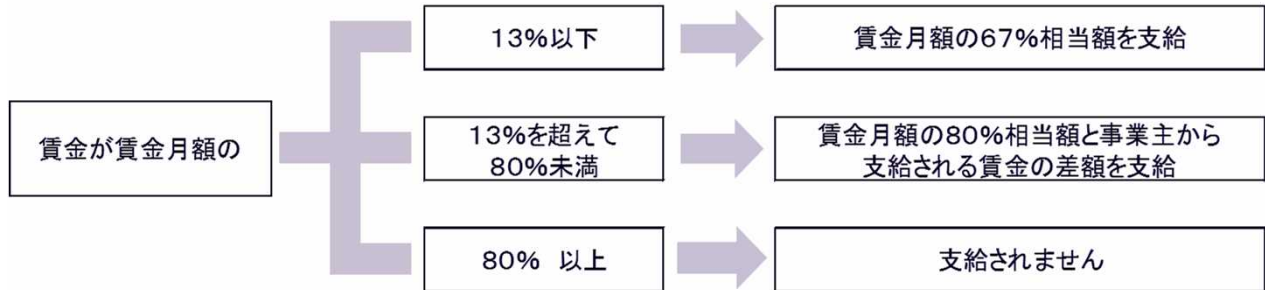 賃金が賃金月額の
13%以下
賃金月額の67%相当額を支給
13%を超えて
80%未満
賃金月額の80%相当額と事業主から
支給される賃金の差額を支給
80% 以上
支給されません